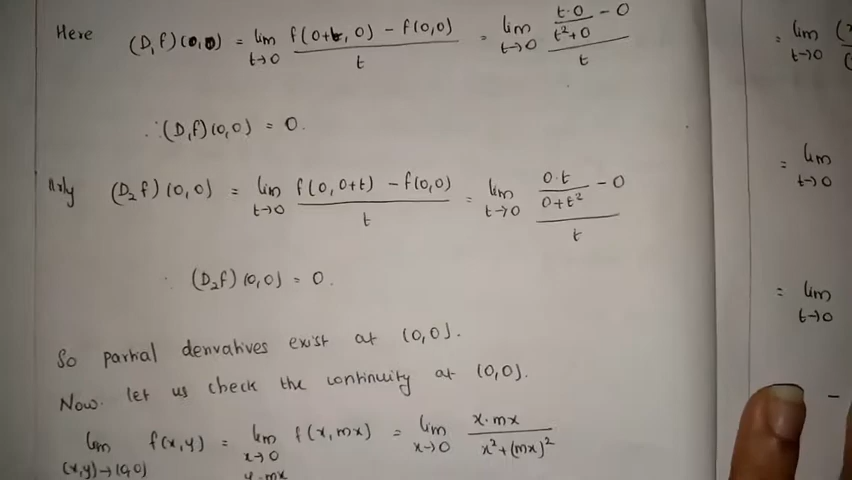 Here (D₁f)(0,0) = lim t→0 f(0+t, 0) - f(0,0) / t = lim t→0 (t·0 / t²+0 - 0) / t
∴ (D₁f)(0,0) = 0.
lllrly (D₂f)(0,0) = lim t→0 f(0, 0+t) - f(0,0) / t = lim t→0 (0·t / 0+t² - 0) / t
∴ (D₂f)(0,0) = 0.
So partial derivatives exist at (0,0).
Now. let us check the continuity at (0,0).
lim (x,y)→(0,0) f(x,y) = lim x→0 y=mx f(x, mx) = lim x→0 x·mx / x²+(mx)²
= lim t→0
= lim t→0
= lim t→0